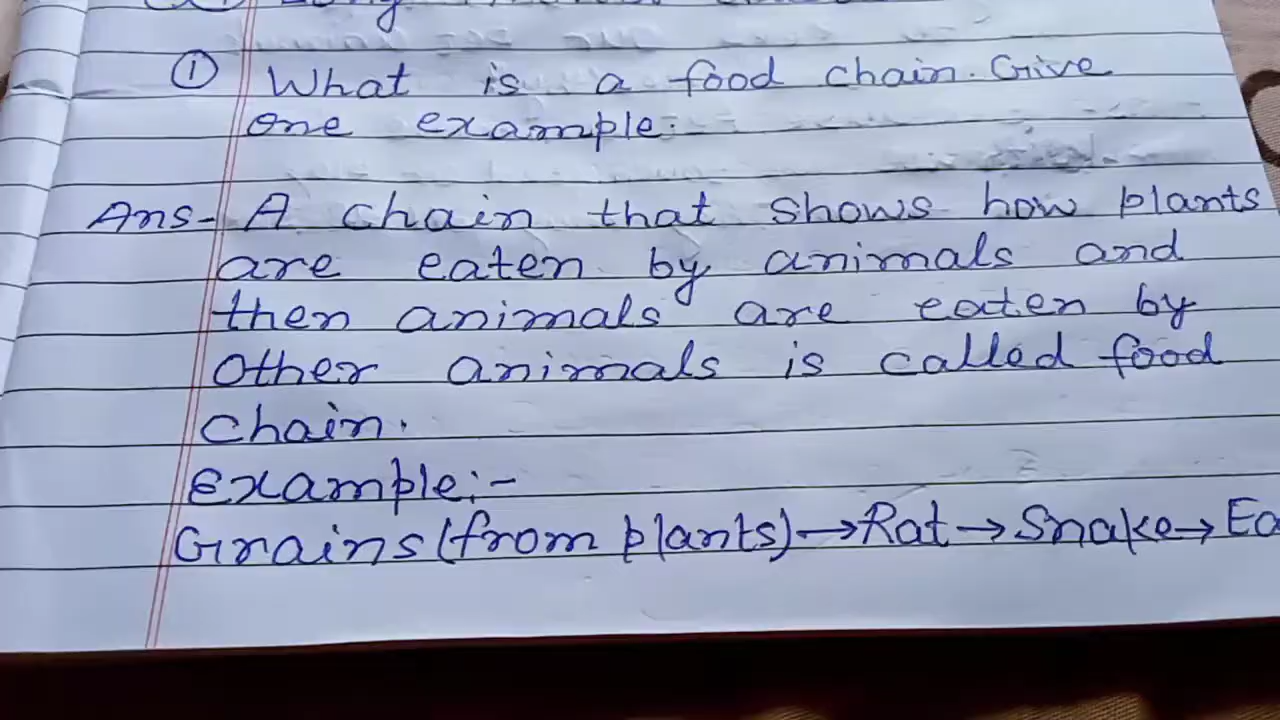 ① What is a food chain. Give
one example:-
Ans- A chain that shows how plants
are eaten by animals and
then animals are eaten by
other animals is called food
chain.
Example:-
Grains (from plants)→Rat→Snake→Ea